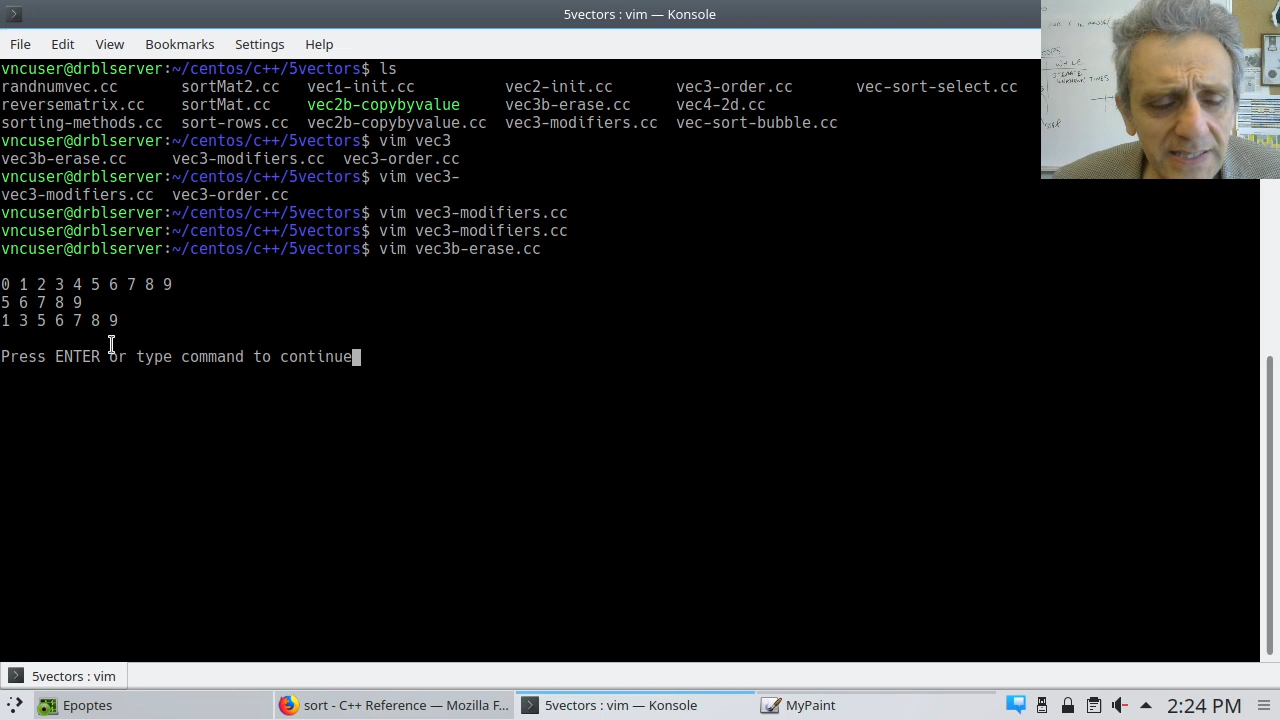 5vectors : vim — Konsole
File Edit View Bookmarks Settings Help
vncuser@drblserver:~/centos/c++/5vectors$ ls
randnumvec.cc sortMat2.cc vec1-init.cc vec2-init.cc vec3-order.cc vec-sort-select.cc
reversematrix.cc sortMat.cc vec2b-copybyvalue vec3b-erase.cc vec4-2d.cc
sorting-methods.cc sort-rows.cc vec2b-copybyvalue.cc vec3-modifiers.cc vec-sort-bubble.cc
vncuser@drblserver:~/centos/c++/5vectors$ vim vec3
vec3b-erase.cc vec3-modifiers.cc vec3-order.cc
vncuser@drblserver:~/centos/c++/5vectors$ vim vec3-
vec3-modifiers.cc vec3-order.cc
vncuser@drblserver:~/centos/c++/5vectors$ vim vec3-modifiers.cc
vncuser@drblserver:~/centos/c++/5vectors$ vim vec3-modifiers.cc
vncuser@drblserver:~/centos/c++/5vectors$ vim vec3b-erase.cc
0 1 2 3 4 5 6 7 8 9
5 6 7 8 9
1 3 5 6 7 8 9
Press ENTER or type command to continue
5vectors : vim
Epoptes
sort - C++ Reference — Mozilla F...
5vectors : vim — Konsole
MyPaint
2:24 PM